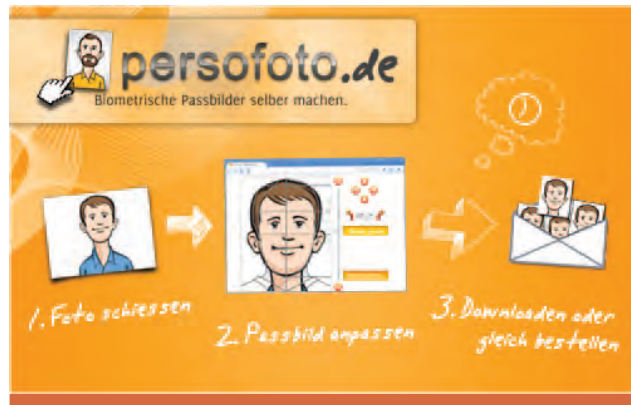 persofoto.de
Biometrische Passbilder selber machen.
1. Foto schiessen
2. Passbild anpassen
3. Downloaden oder
gleich bestellen